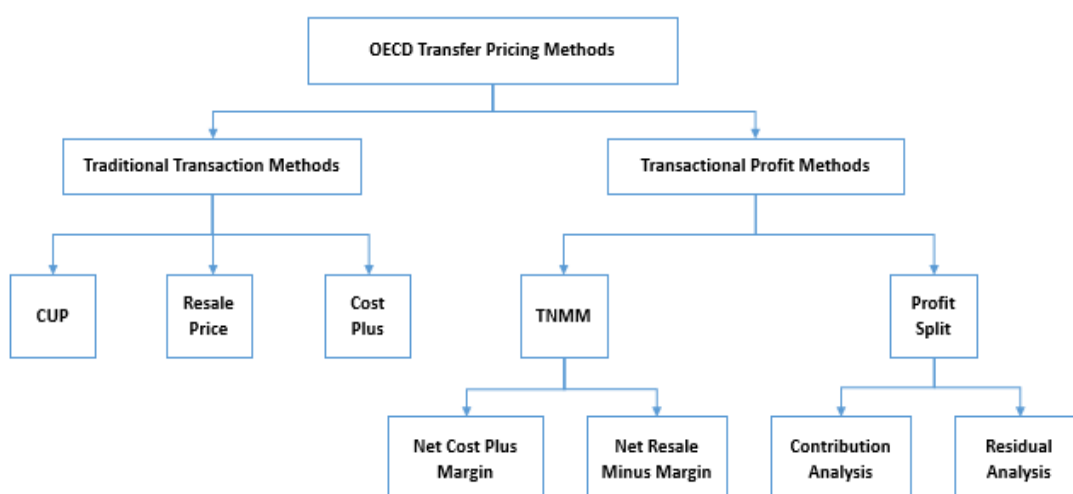 OECD Transfer Pricing Methods
Traditional Transaction Methods
Transactional Profit Methods
CUP
Resale
Price
Cost
Plus
TNMM
Profit
Split
Net Cost Plus
Margin
Net Resale
Minus Margin
Contribution
Analysis
Residual
Analysis